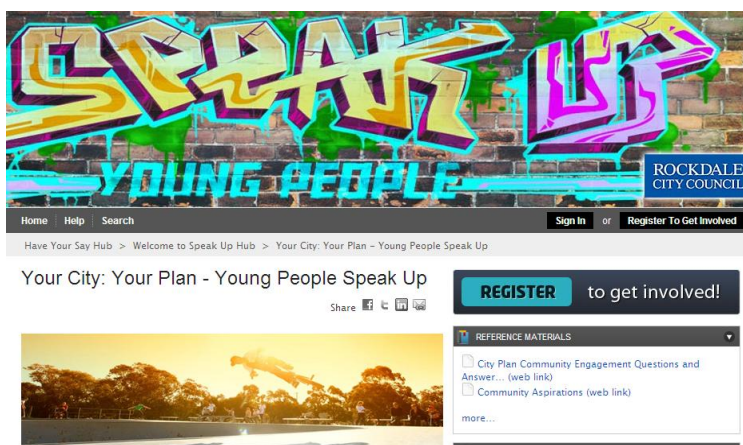 SPEAK UP
YOUNG PEOPLE
ROCKDALE
CITY COUNCIL
Home Help Search Sign In or Register To Get Involved
Have Your Say Hub > Welcome to Speak Up Hub > Your City: Your Plan – Young People Speak Up
Your City: Your Plan - Young People Speak Up
Share
REGISTER to get involved!
REFERENCE MATERIALS
City Plan Community Engagement Questions and
Answer... (web link)
Community Aspirations (web link)
more...